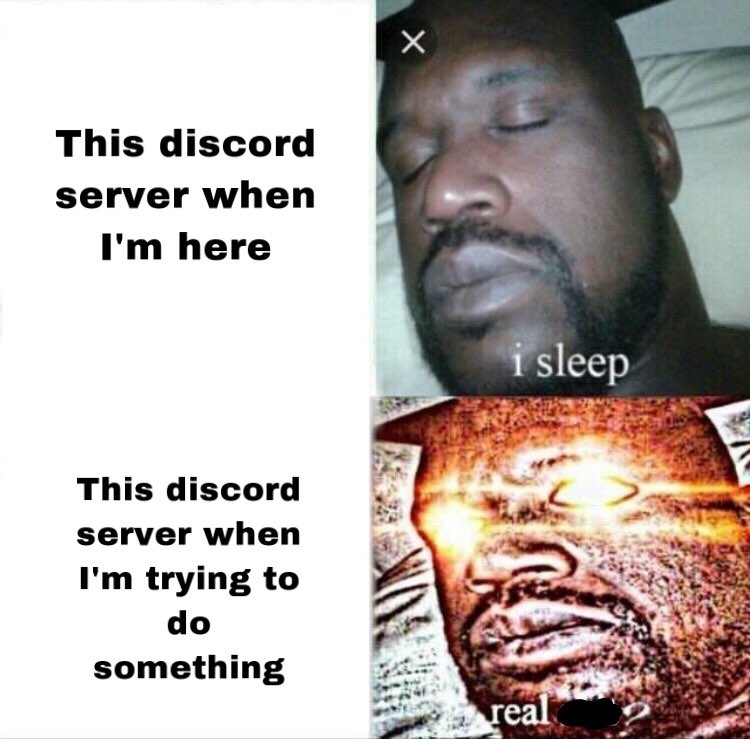 This discord
server when
I'm here
i sleep
This discord
server when
I'm trying to
do
something
real ?